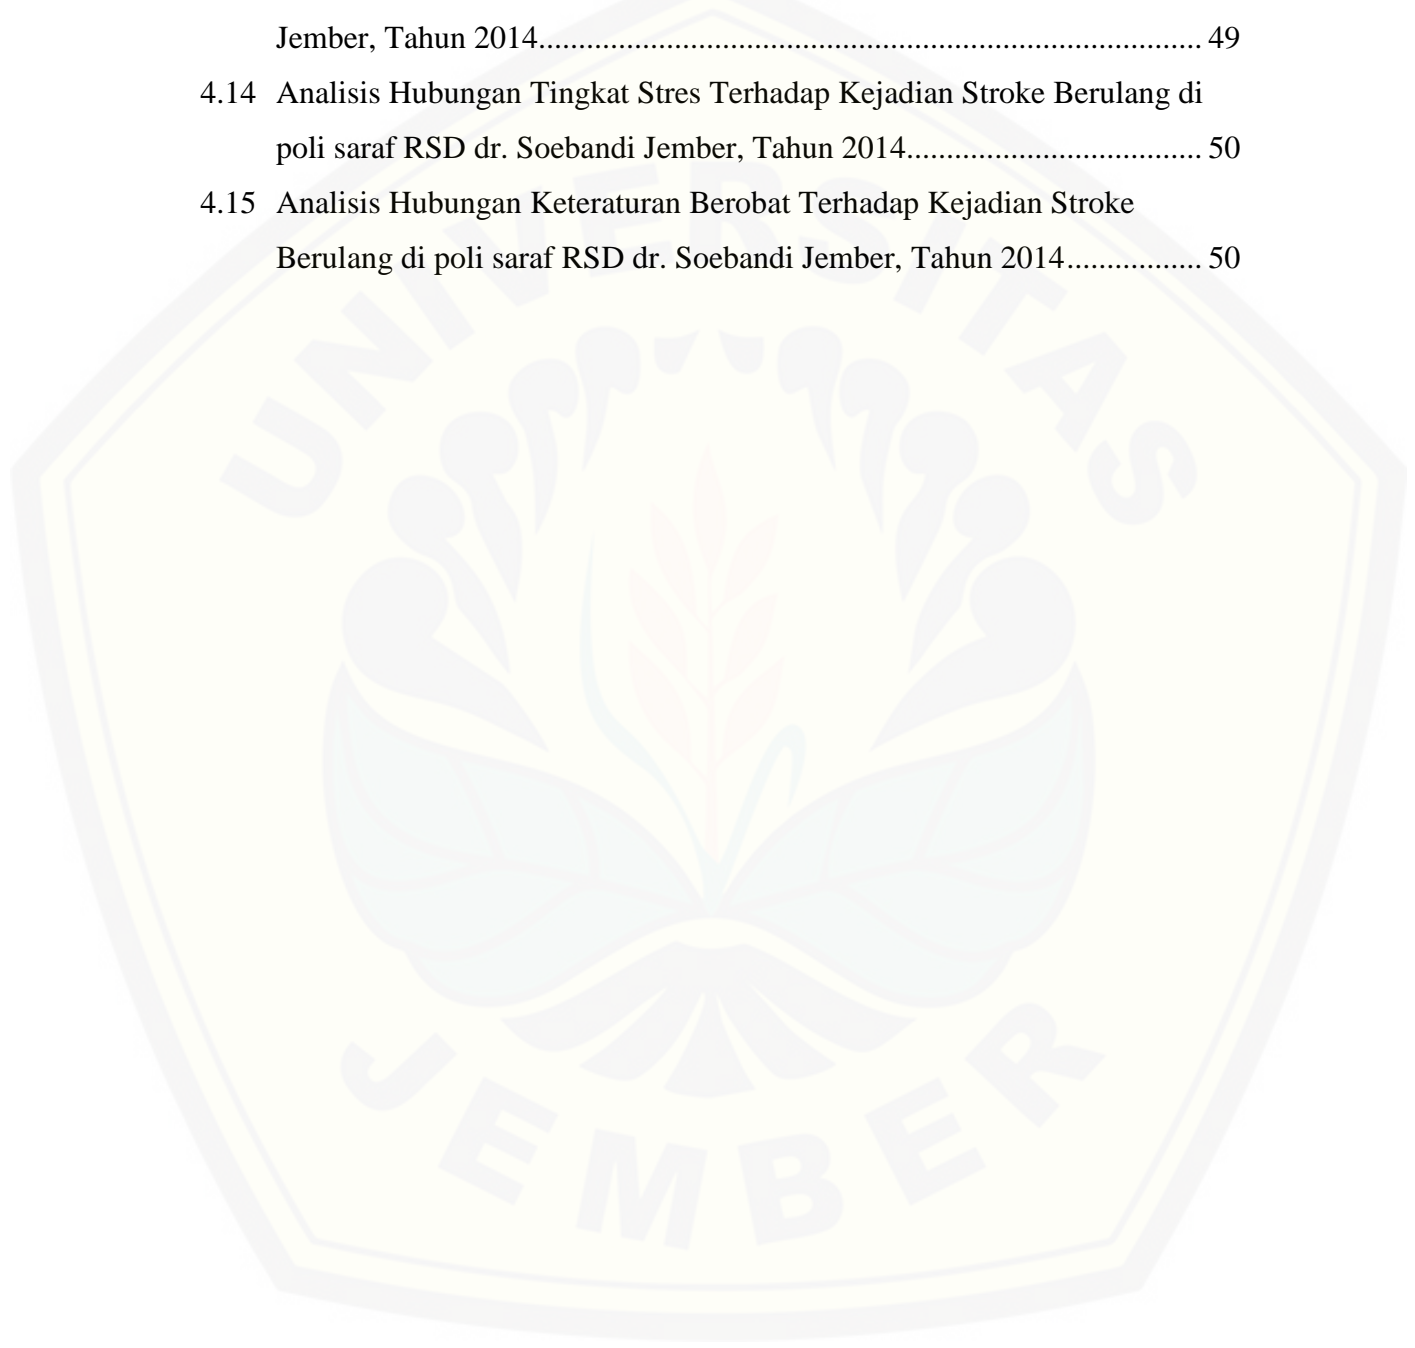 Jember, Tahun 2014.................................................................................. 49
4.14 Analisis Hubungan Tingkat Stres Terhadap Kejadian Stroke Berulang di
poli saraf RSD dr. Soebandi Jember, Tahun 2014..................................... 50
4.15 Analisis Hubungan Keteraturan Berobat Terhadap Kejadian Stroke
Berulang di poli saraf RSD dr. Soebandi Jember, Tahun 2014................. 50
UNIVERSITAS
JEMBER